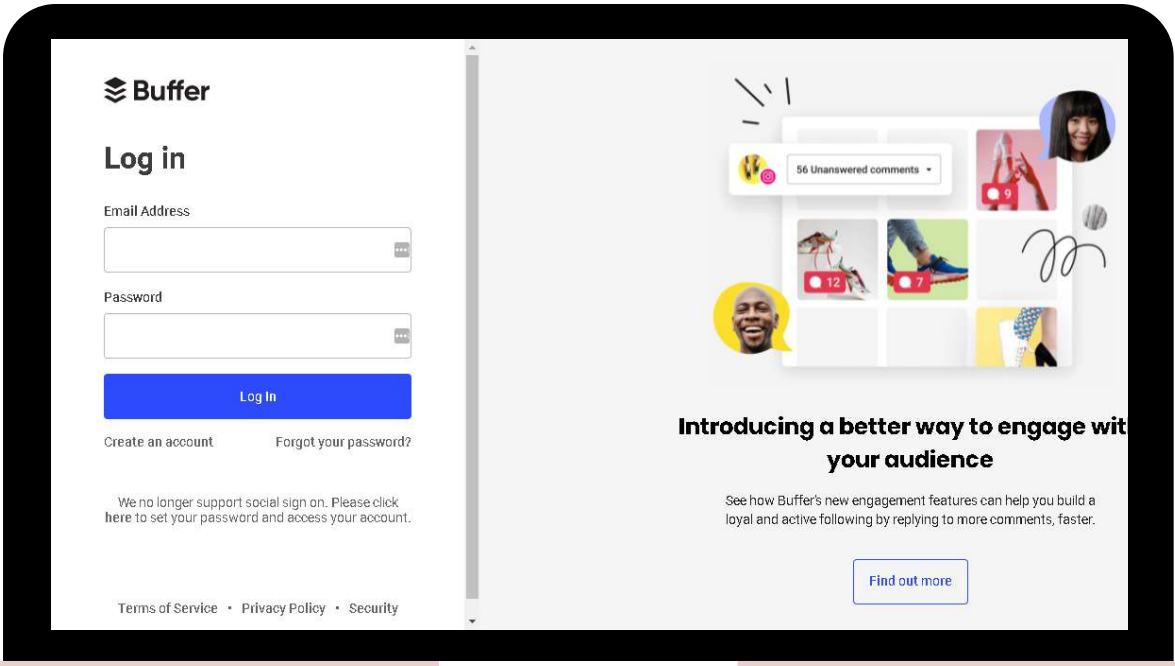 Buffer
Log in
Email Address
Password
Log In
Create an account Forgot your password?
We no longer support social sign on. Please click
here to set your password and access your account.
Terms of Service • Privacy Policy • Security
56 Unanswered comments
9
12
7
Introducing a better way to engage wit
your audience
See how Buffer's new engagement features can help you build a
loyal and active following by replying to more comments, faster.
Find out more